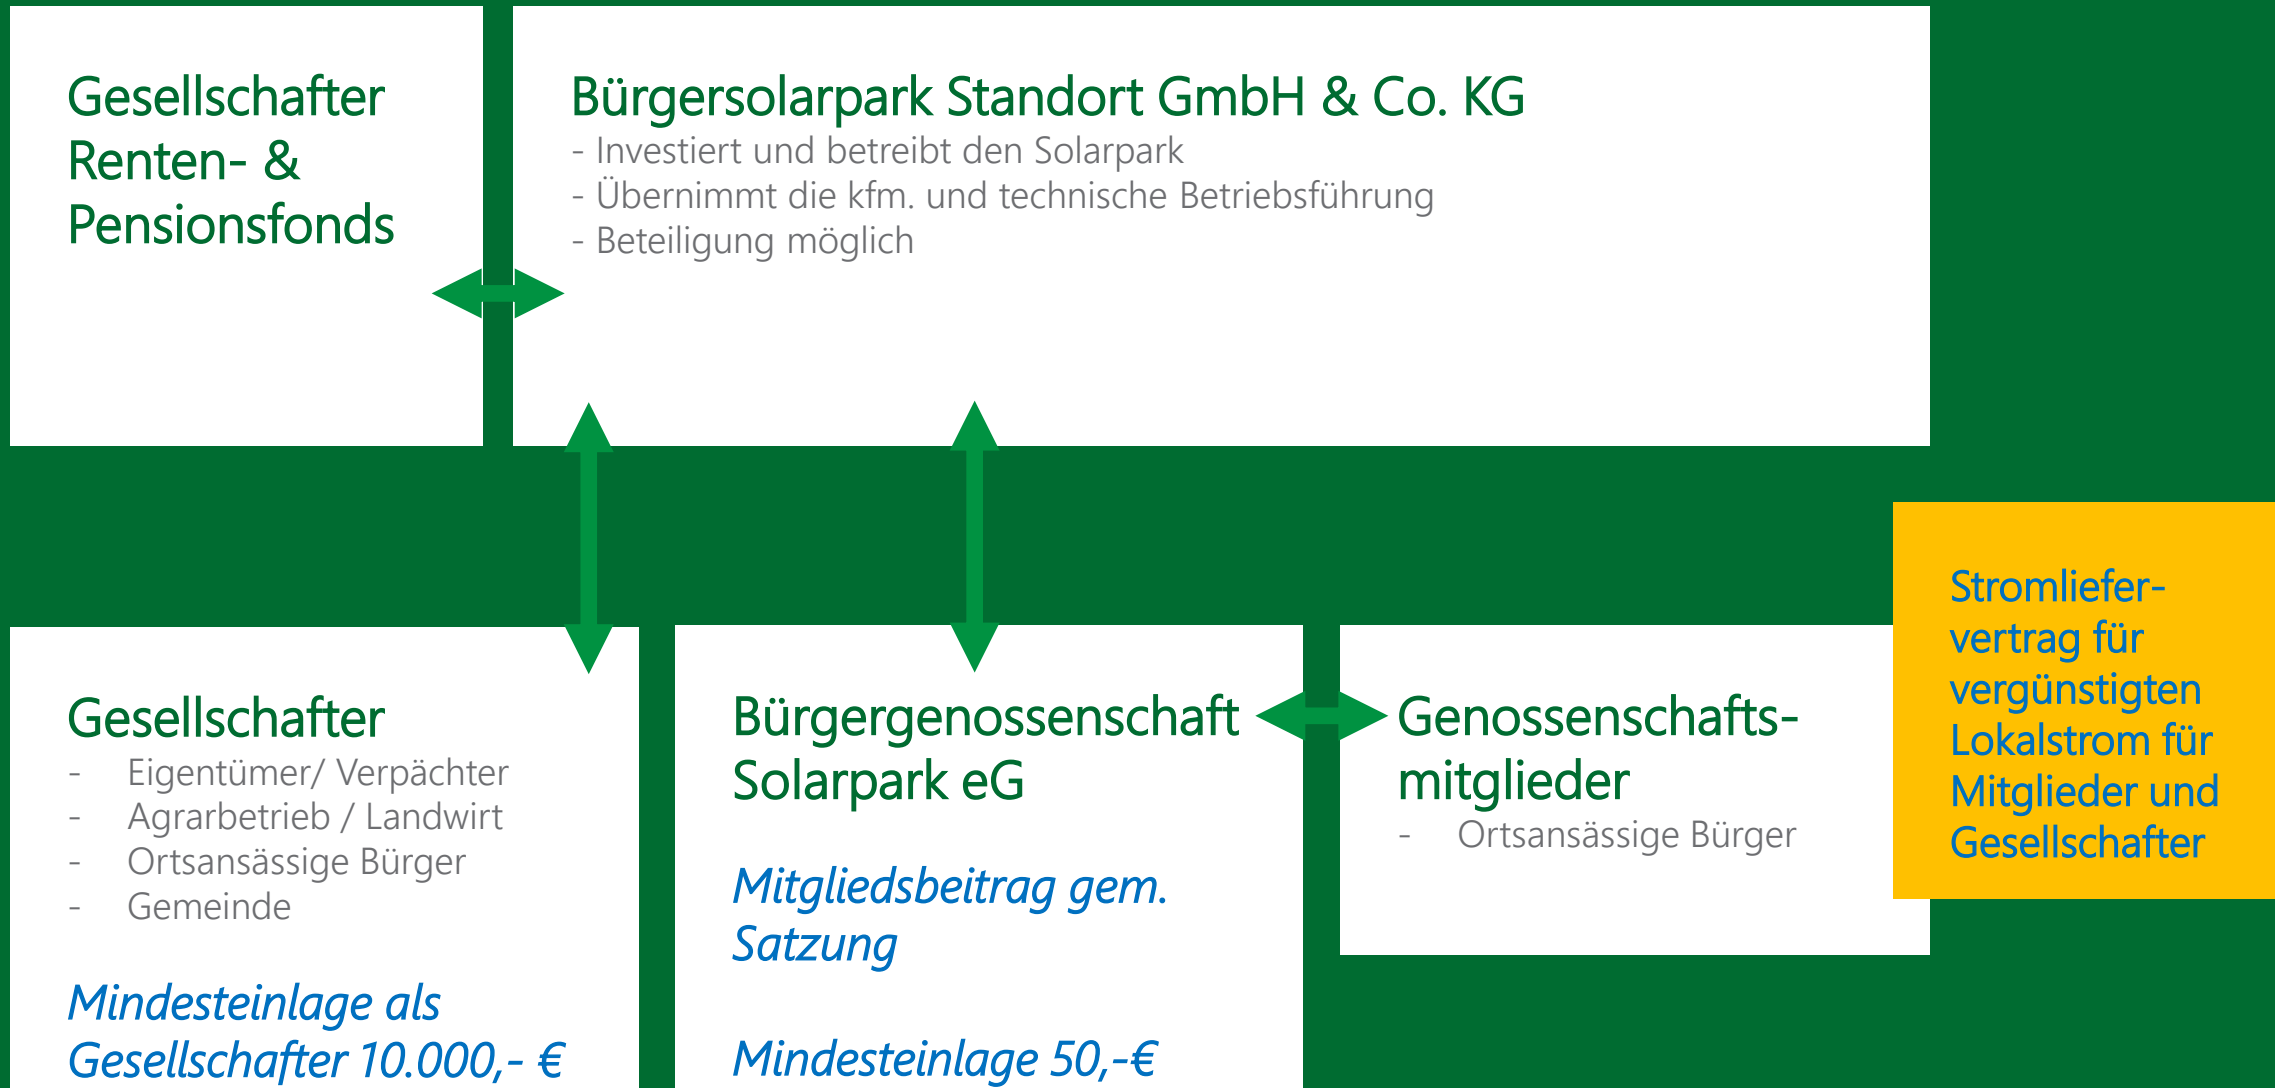 Gesellschafter
Renten- &
Pensionsfonds
Bürgersolarpark Standort GmbH & Co. KG
- Investiert und betreibt den Solarpark
- Übernimmt die kfm. und technische Betriebsführung
- Beteiligung möglich
Gesellschafter
- Eigentümer/ Verpächter
- Agrarbetrieb / Landwirt
- Ortsansässige Bürger
- Gemeinde
Mindesteinlage als
Gesellschafter 10.000,- €
Bürgergenossenschaft
Solarpark eG
Mitgliedsbeitrag gem.
Satzung
Mindesteinlage 50,-€
Genossenschafts-
mitglieder
- Ortsansässige Bürger
Stromliefer-
vertrag für
vergünstigten
Lokalstrom für
Mitglieder und
Gesellschafter